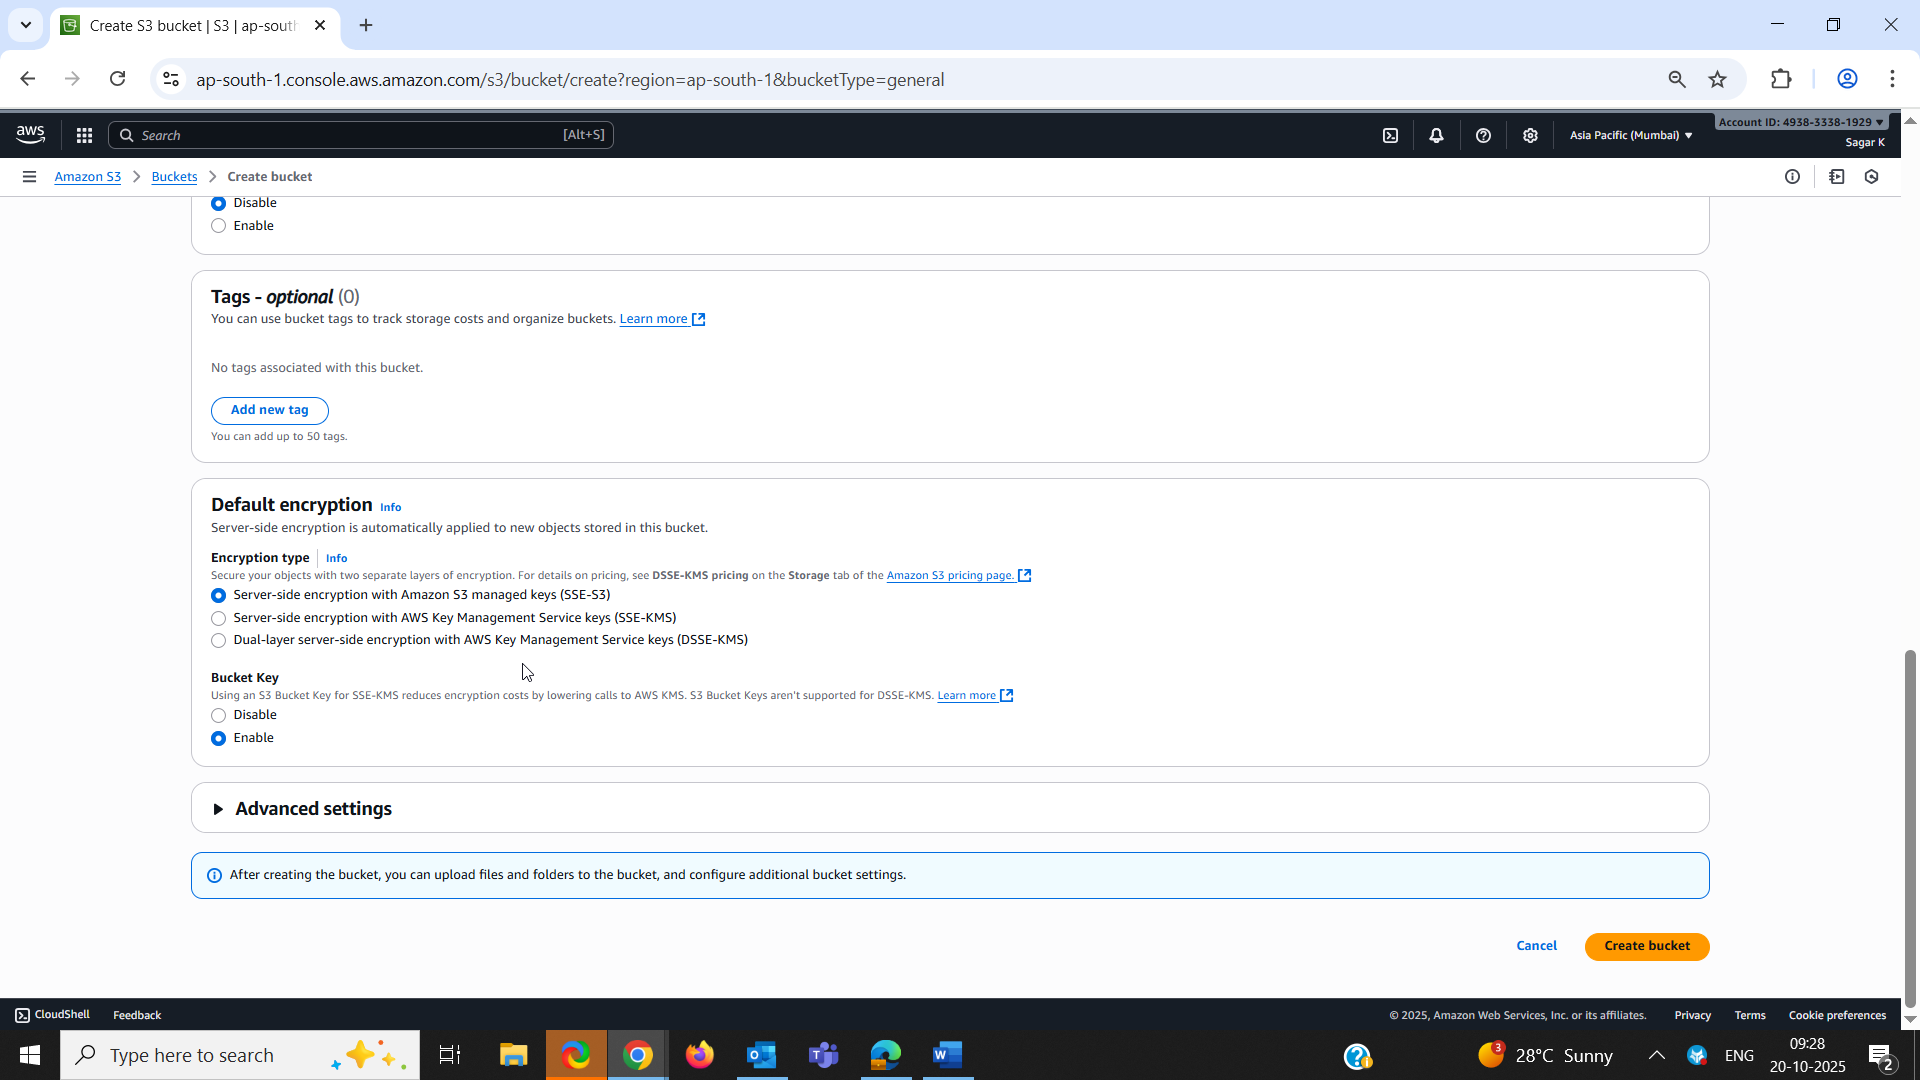 Create S3 bucket | S3 | ap-south
ap-south-1.console.aws.amazon.com/s3/bucket/create?region=ap-south-1&bucketType=general
aws
Search
[Alt+S]
Asia Pacific (Mumbai)
Account ID: 4938-3338-1929
Sagar K
Amazon S3
Buckets
Create bucket
Disable
Enable
Tags - optional (0)
You can use bucket tags to track storage costs and organize buckets. Learn more
No tags associated with this bucket.
Add new tag
You can add up to 50 tags.
Default encryption Info
Server-side encryption is automatically applied to new objects stored in this bucket.
Encryption type Info
Secure your objects with two separate layers of encryption. For details on pricing, see DSSE-KMS pricing on the Storage tab of the Amazon S3 pricing page.
Server-side encryption with Amazon S3 managed keys (SSE-S3)
Server-side encryption with AWS Key Management Service keys (SSE-KMS)
Dual-layer server-side encryption with AWS Key Management Service keys (DSSE-KMS)
Bucket Key
Using an S3 Bucket Key for SSE-KMS reduces encryption costs by lowering calls to AWS KMS. S3 Bucket Keys aren't supported for DSSE-KMS. Learn more
Disable
Enable
Advanced settings
After creating the bucket, you can upload files and folders to the bucket, and configure additional bucket settings.
Cancel
Create bucket
CloudShell
Feedback
© 2025, Amazon Web Services, Inc. or its affiliates.
Privacy
Terms
Cookie preferences
Type here to search
3
28°C Sunny
ENG
09:28
20-10-2025
2